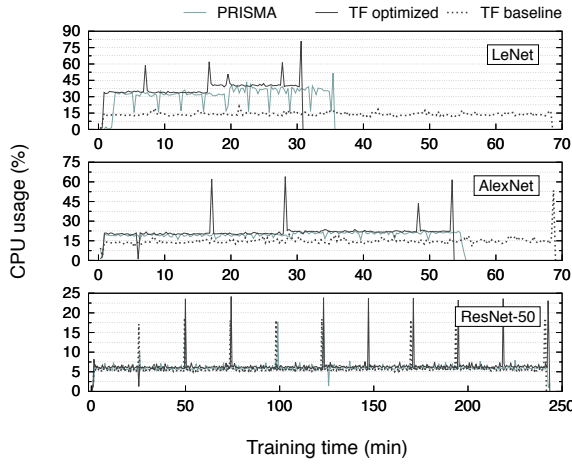 PRISMA TF optimized TF baseline
90
75
60
45
30
15
0
LeNet
0 10 20 30 40 50 60 70
CPU usage (%)
75
60
45
30
15
0
AlexNet
0 10 20 30 40 50 60 70
25
20
15
10
5
0
ResNet-50
0 50 100 150 200 250
Training time (min)